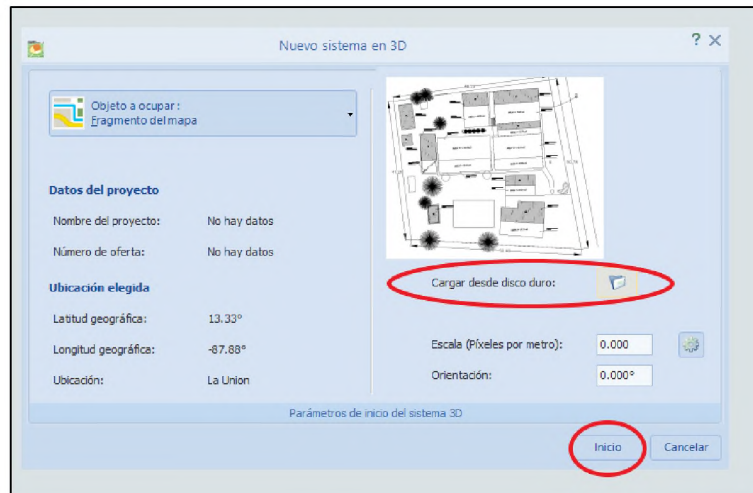 Nuevo sistema en 3D
? ×
Objeto a ocupar :
Fragmento del mapa
Datos del proyecto
Nombre del proyecto: No hay datos
Número de oferta: No hay datos
Ubicación elegida
Latitud geográfica: 13.33°
Longitud geográfica: -87.88°
Ubicación: La Union
Cargar desde disco duro:
Escala (Píxeles por metro): 0.000
Orientación: 0.000°
Parámetros de inicio del sistema 3D
Inicio Cancelar